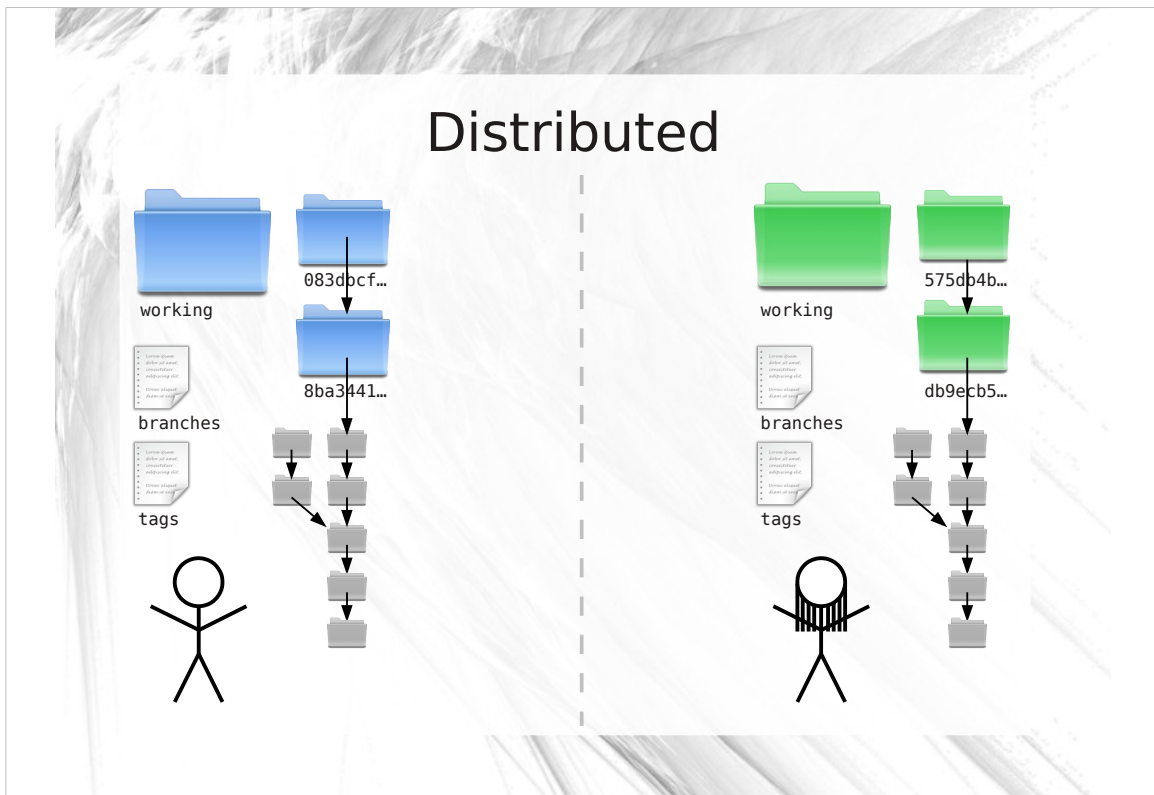 Distributed
083dbcf…
working
8ba3441…
branches
tags
575db4b…
working
db9ecb5…
branches
tags